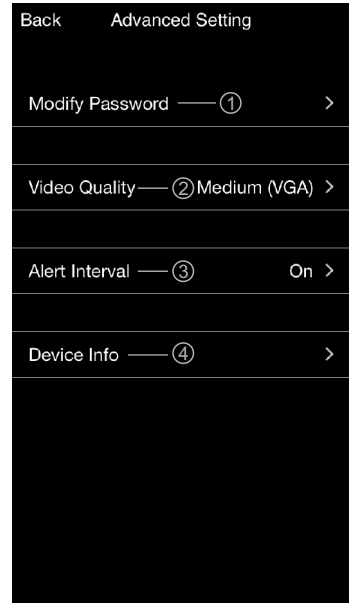 Back Advanced Setting
Modify Password ① >
Video Quality ② Medium (VGA) >
Alert Interval ③ On >
Device Info ④ >